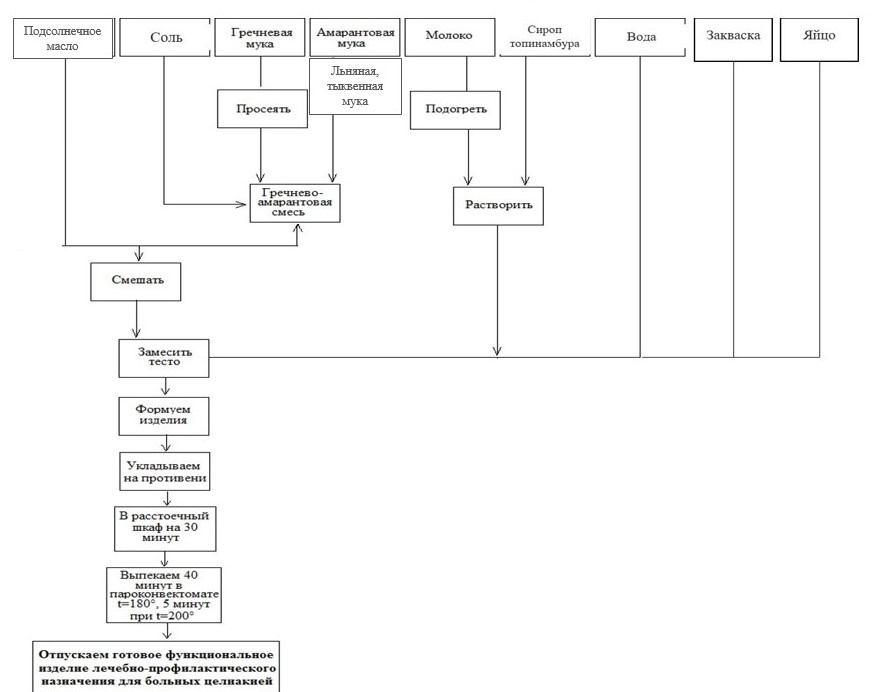 Подсолнечное
масло
Соль
Гречневая
мука
Амарантовая
мука
Молоко
Сироп
топинамбура
Вода
Закваска
Яйцо
Льняная,
тыквенная
мука
Просеять
Подогреть
Гречнево-
амарантовая
смесь
Растворить
Смешать
Замесить
тесто
Формуем
изделия
Укладываем
на противени
В расстоечный
шкаф на 30
минут
Выпекаем 40
минут в
пароконвектомате
t=180°, 5 минут
при t=200°
Отпускаем готовое функциональное
изделие лечебно-профилактического
назначения для больных целиакией